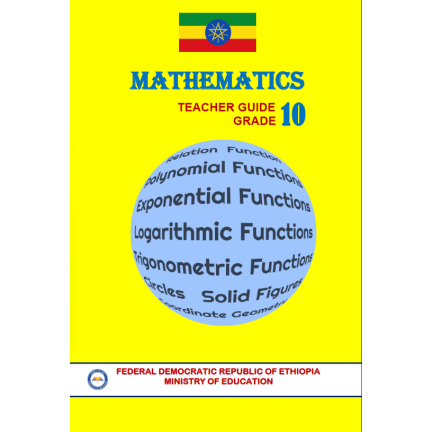 MATHEMATICS
TEACHER GUIDE
GRADE 10
Relation Function
Polynomial Functions
Exponential Functions
Logarithmic Functions
Trigonometric Functions
Circles Solid Figures
Coordinate Geometry
FEDERAL DEMOCRATIC REPUBLIC OF ETHIOPIA
MINISTRY OF EDUCATION